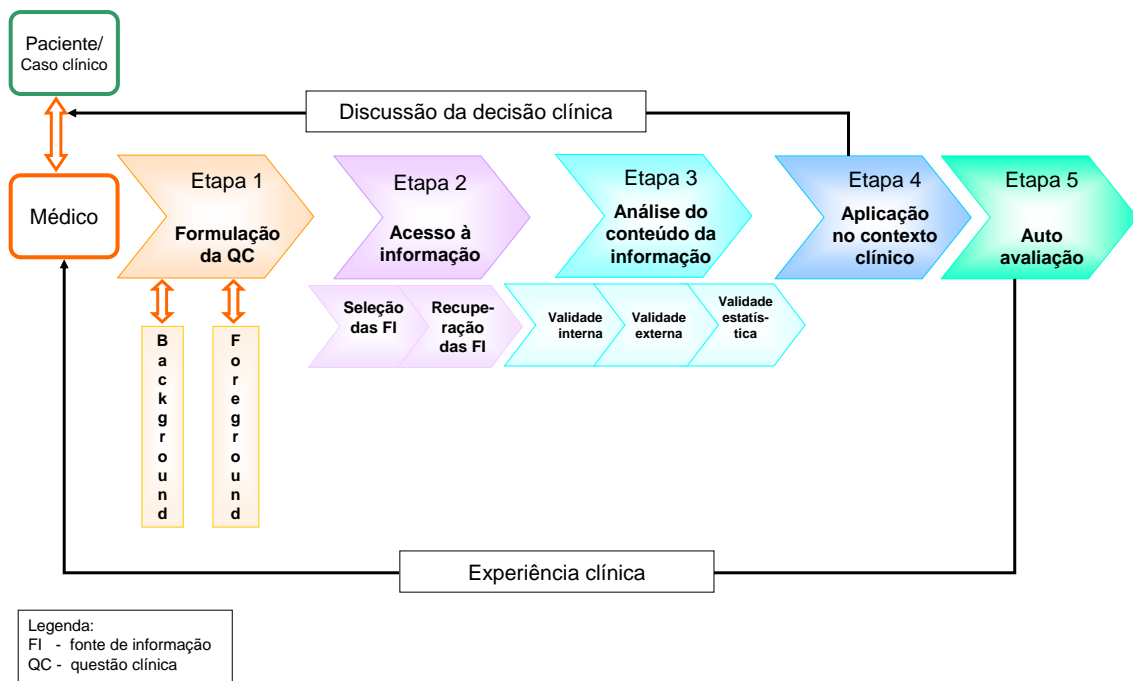 Paciente/
Caso clínico
Discussão da decisão clínica
Médico
Etapa 1
Formulação
da QC
Etapa 2
Acesso à
informação
Etapa 3
Análise do
conteúdo da
informação
Etapa 4
Aplicação
no contexto
clínico
Etapa 5
Auto
avaliação
Seleção
das FI
Recupe-
ração
das FI
Validade
interna
Validade
externa
Validade
estatís-
tica
B
a
c
k
g
r
o
u
n
d
F
o
r
e
g
r
o
u
n
d
Experiência clínica
Legenda:
FI - fonte de informação
QC - questão clínica